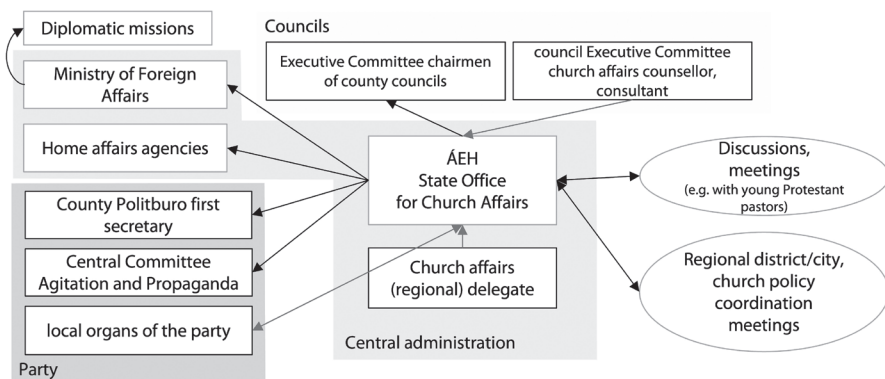 Councils
Diplomatic missions
Ministry of Foreign
Affairs
Executive Committee chairmen
of county councils
council Executive Committee
church affairs counsellor,
consultant
Home affairs agencies
ÁEH
State Office
for Church Affairs
Discussions,
meetings
(e.g. with young Protestant
pastors)
County Politburo first
secretary
Central Committee
Agitation and Propaganda
Church affairs
(regional) delegate
Regional district/city,
church policy
coordination
meetings
local organs of the party
Central administration
Party